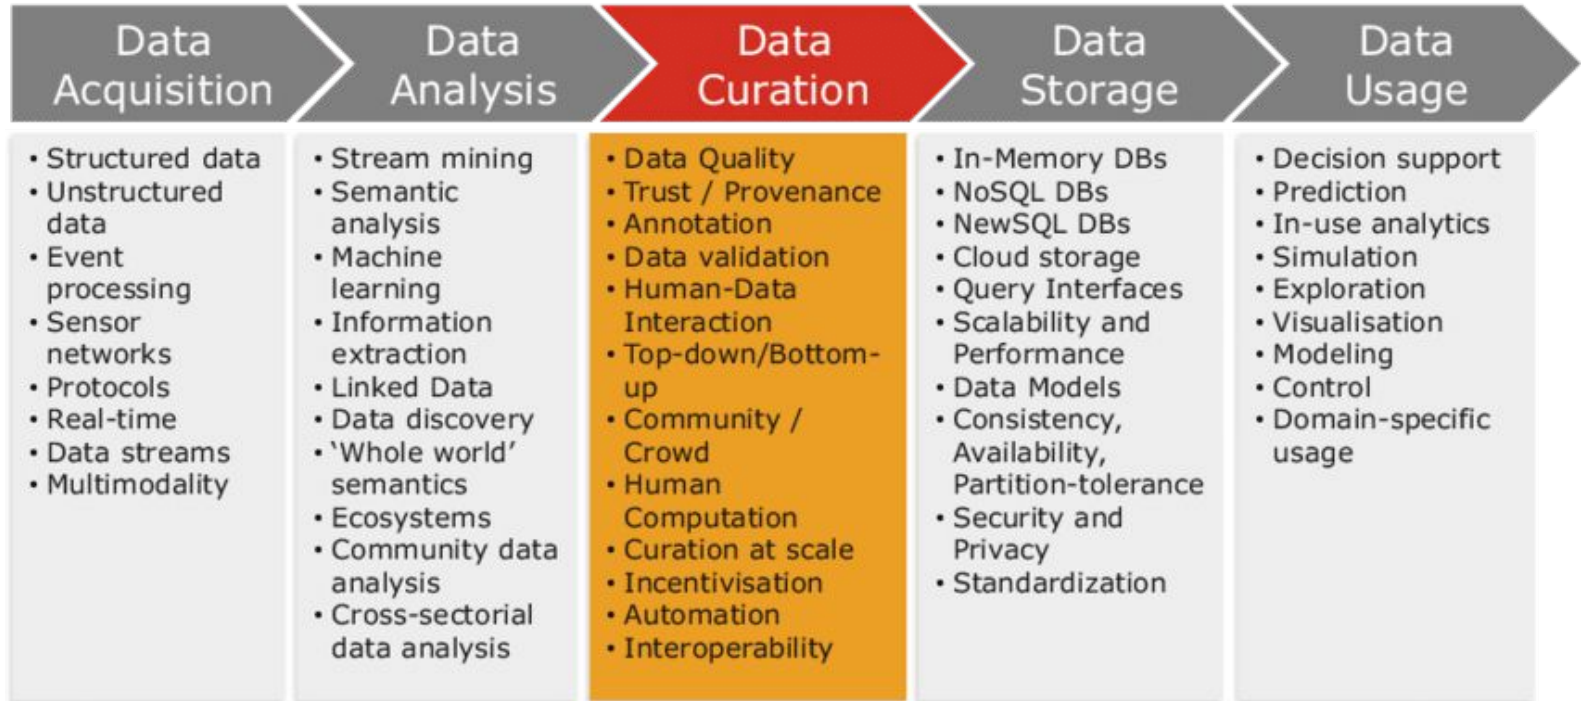 Data
Acquisition
Data
Analysis
Data
Curation
Data
Storage
Data
Usage
• Structured data
• Unstructured
data
• Event
processing
• Sensor
networks
• Protocols
• Real-time
• Data streams
• Multimodality
• Stream mining
• Semantic
analysis
• Machine
learning
• Information
extraction
• Linked Data
• Data discovery
• ‘Whole world’
semantics
• Ecosystems
• Community data
analysis
• Cross-sectorial
data analysis
• Data Quality
• Trust / Provenance
• Annotation
• Data validation
• Human-Data
Interaction
• Top-down/Bottom-
up
• Community /
Crowd
• Human
Computation
• Curation at scale
• Incentivisation
• Automation
• Interoperability
• In-Memory DBs
• NoSQL DBs
• NewSQL DBs
• Cloud storage
• Query Interfaces
• Scalability and
Performance
• Data Models
• Consistency,
Availability,
Partition-tolerance
• Security and
Privacy
• Standardization
• Decision support
• Prediction
• In-use analytics
• Simulation
• Exploration
• Visualisation
• Modeling
• Control
• Domain-specific
usage